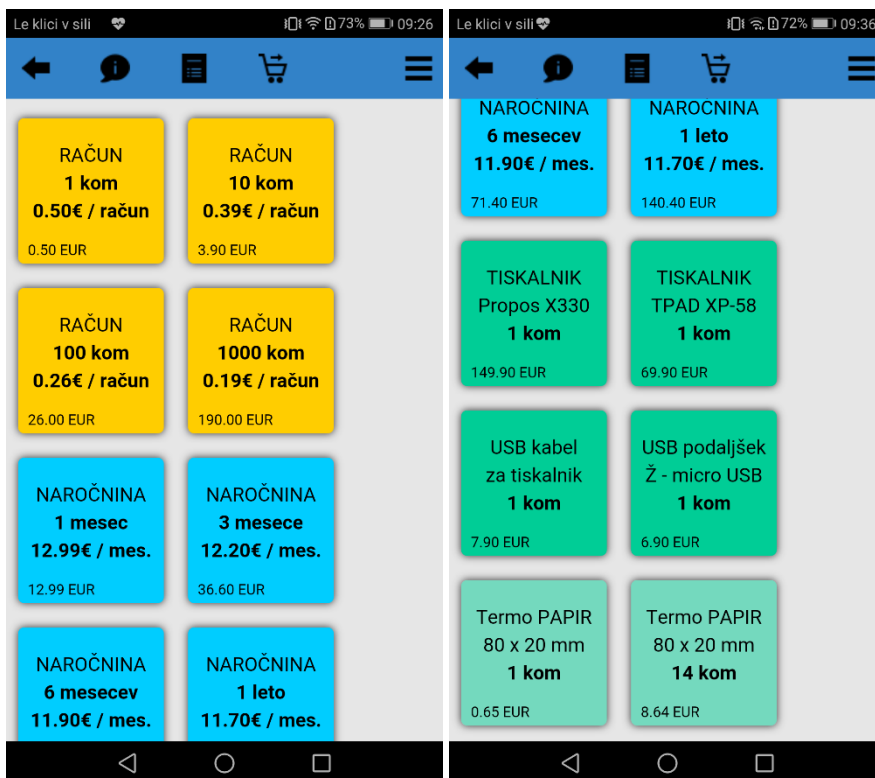 Le klici v sili
73%
09:26
RAČUN
1 kom
0.50€ / račun
0.50 EUR
RAČUN
10 kom
0.39€ / račun
3.90 EUR
RAČUN
100 kom
0.26€ / račun
26.00 EUR
RAČUN
1000 kom
0.19€ / račun
190.00 EUR
NAROČNINA
1 mesec
12.99€ / mes.
12.99 EUR
NAROČNINA
3 mesece
12.20€ / mes.
36.60 EUR
NAROČNINA
6 mesecev
11.90€ / mes.
NAROČNINA
1 leto
11.70€ / mes.
Le klici v sili
72%
09:36
NAROČNINA
6 mesecev
11.90€ / mes.
71.40 EUR
NAROČNINA
1 leto
11.70€ / mes.
140.40 EUR
TISKALNIK
Propos X330
1 kom
149.90 EUR
TISKALNIK
TPAD XP-58
1 kom
69.90 EUR
USB kabel
za tiskalnik
1 kom
7.90 EUR
USB podaljšek
Ž - micro USB
1 kom
6.90 EUR
Termo PAPIR
80 x 20 mm
1 kom
0.65 EUR
Termo PAPIR
80 x 20 mm
14 kom
8.64 EUR